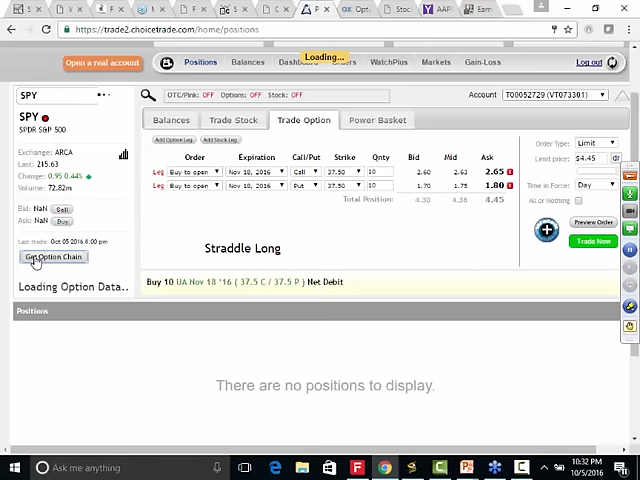 AAP
Opti
Stoc
Earn
https://trade2.choicetrade.com/home/positions
Open a real account
Positions
Balances
Dashboard
Loading...
Orders
WatchPlus
Markets
Gain-Loss
Log out
SPY
OTC/Pink: OFF Options: OFF Stock: OFF
Account T00052729 (VT073301)
SPY
SPDR S&P 500
Exchange: ARCA
Last: 215.63
Change: 0.95 0.44%
Volume: 72.82m
Bid: NaN Sell
Ask: NaN Buy
Last trade: Oct 05 2016 8:00 pm
Get Option Chain
Loading Option Data..
Balances
Trade Stock
Trade Option
Power Basket
Add Option Leg
Add Stock Leg
Order Expiration Call/Put Strike Qnty Bid Mid Ask
Leg Buy to open Nov 18, 2016 Call 37.50 10 2.60 2.63 2.65
Leg Buy to open Nov 18, 2016 Put 37.50 10 1.70 1.75 1.80
Total Position: 4.30 4.38 4.45
Straddle Long
Order Type: Limit
Limit price: $4.45
Time in Force: Day
All or Nothing
Preview Order
Trade Now
Buy 10 UA Nov 18 '16 ( 37.5 C / 37.5 P ) Net Debit
Positions
There are no positions to display.
Ask me anything
10:32 PM
10/5/2016